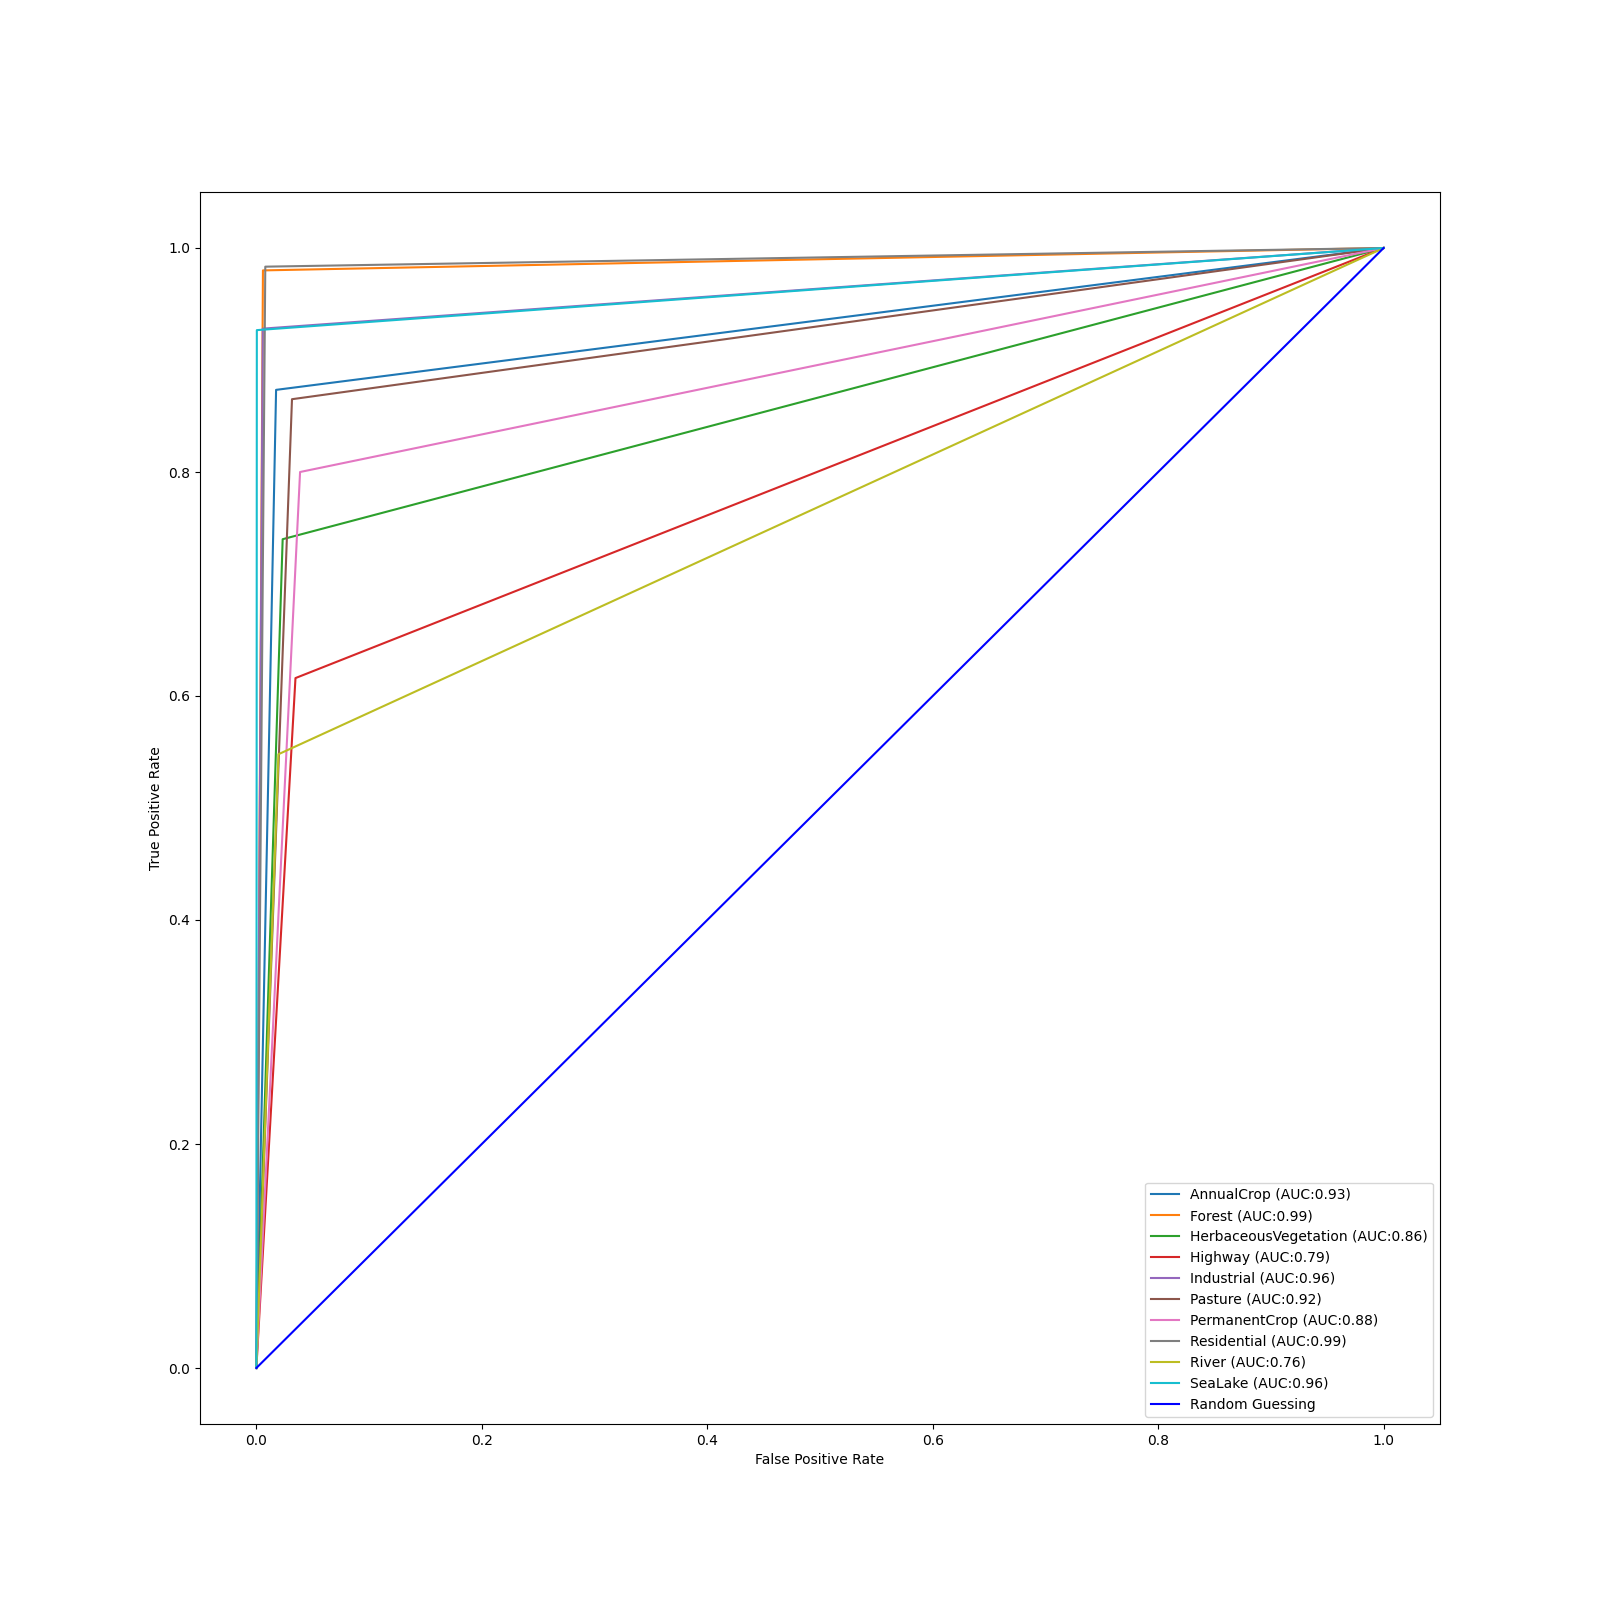 1.0
0.8
0.6
0.4
0.2
0.0
True Positive Rate
0.0 0.2 0.4 0.6 0.8 1.0
False Positive Rate
AnnualCrop (AUC:0.93)
Forest (AUC:0.99)
HerbaceousVegetation (AUC:0.86)
Highway (AUC:0.79)
Industrial (AUC:0.96)
Pasture (AUC:0.92)
PermanentCrop (AUC:0.88)
Residential (AUC:0.99)
River (AUC:0.76)
SeaLake (AUC:0.96)
Random Guessing